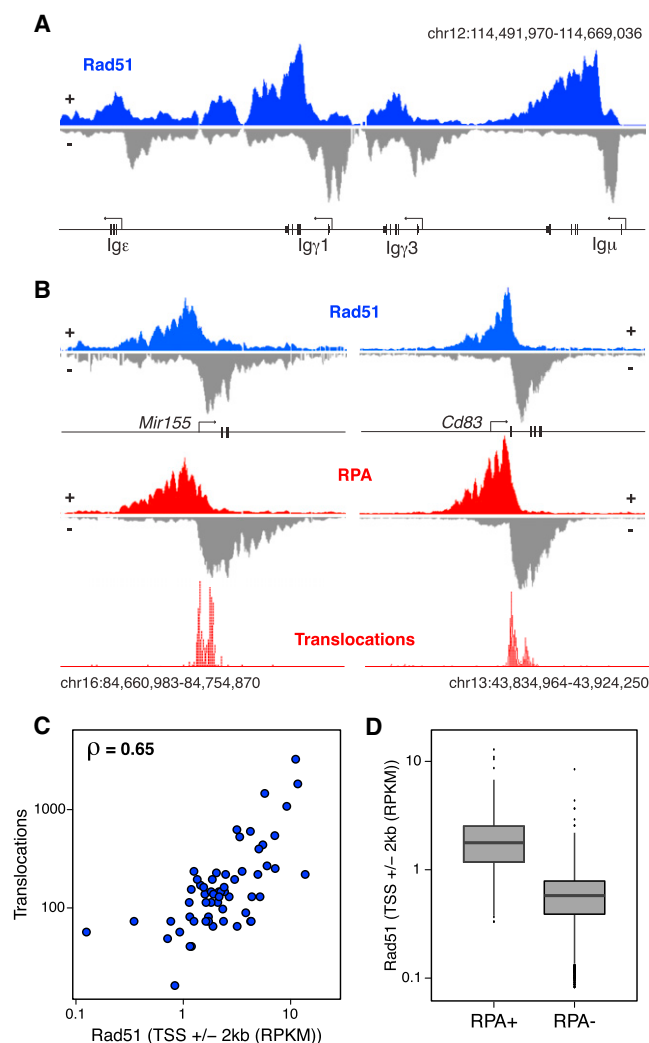 A
chr12:114,491,970-114,669,036
Rad51
+
-
Igε Igγ1 Igγ3 Igμ
B
Rad51
+ +
- -
Mir155 Cd83
RPA
+ +
- -
Translocations
chr16:84,660,983-84,754,870 chr13:43,834,964-43,924,250
C
ρ = 0.65
Translocations
1000
100
0.1 1 10
Rad51 (TSS +/- 2kb (RPKM))
D
Rad51 (TSS +/- 2kb (RPKM))
10
1
0.1
RPA+ RPA-